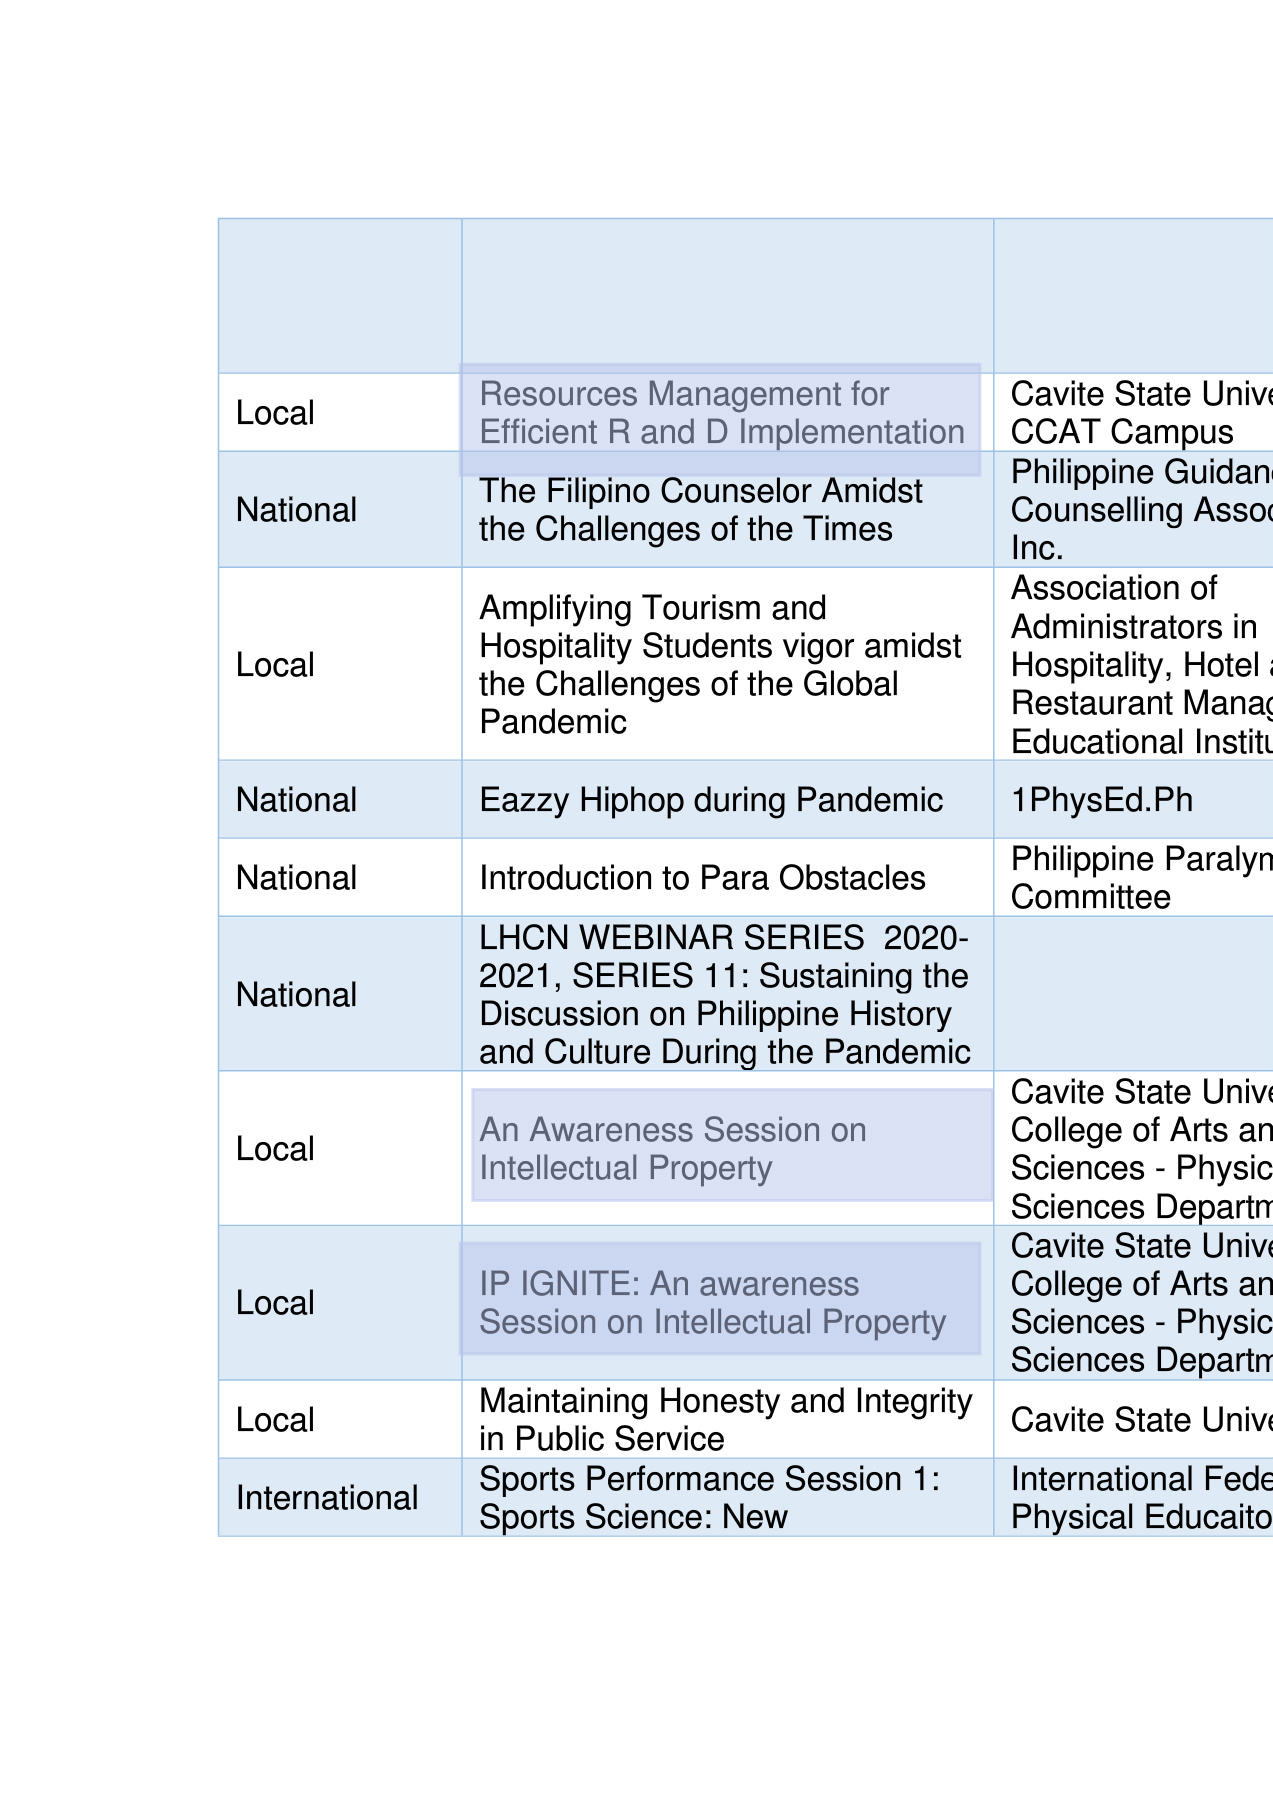 Local
Resources Management for
Efficient R and D Implementation
Cavite State Unive
CCAT Campus
National
The Filipino Counselor Amidst
the Challenges of the Times
Philippine Guidanc
Counselling Assoc
Inc.
Local
Amplifying Tourism and
Hospitality Students vigor amidst
the Challenges of the Global
Pandemic
Association of
Administrators in
Hospitality, Hotel a
Restaurant Manag
Educational Institu
National
Eazzy Hiphop during Pandemic
1PhysEd.Ph
National
Introduction to Para Obstacles
Philippine Paralym
Committee
National
LHCN WEBINAR SERIES  2020-
2021, SERIES 11: Sustaining the
Discussion on Philippine History
and Culture During the Pandemic
Local
An Awareness Session on
Intellectual Property
Cavite State Unive
College of Arts an
Sciences - Physic
Sciences Departm
Local
IP IGNITE: An awareness
Session on Intellectual Property
Cavite State Unive
College of Arts an
Sciences - Physic
Sciences Departm
Local
Maintaining Honesty and Integrity
in Public Service
Cavite State Unive
International
Sports Performance Session 1:
Sports Science: New
International Fede
Physical Educaito